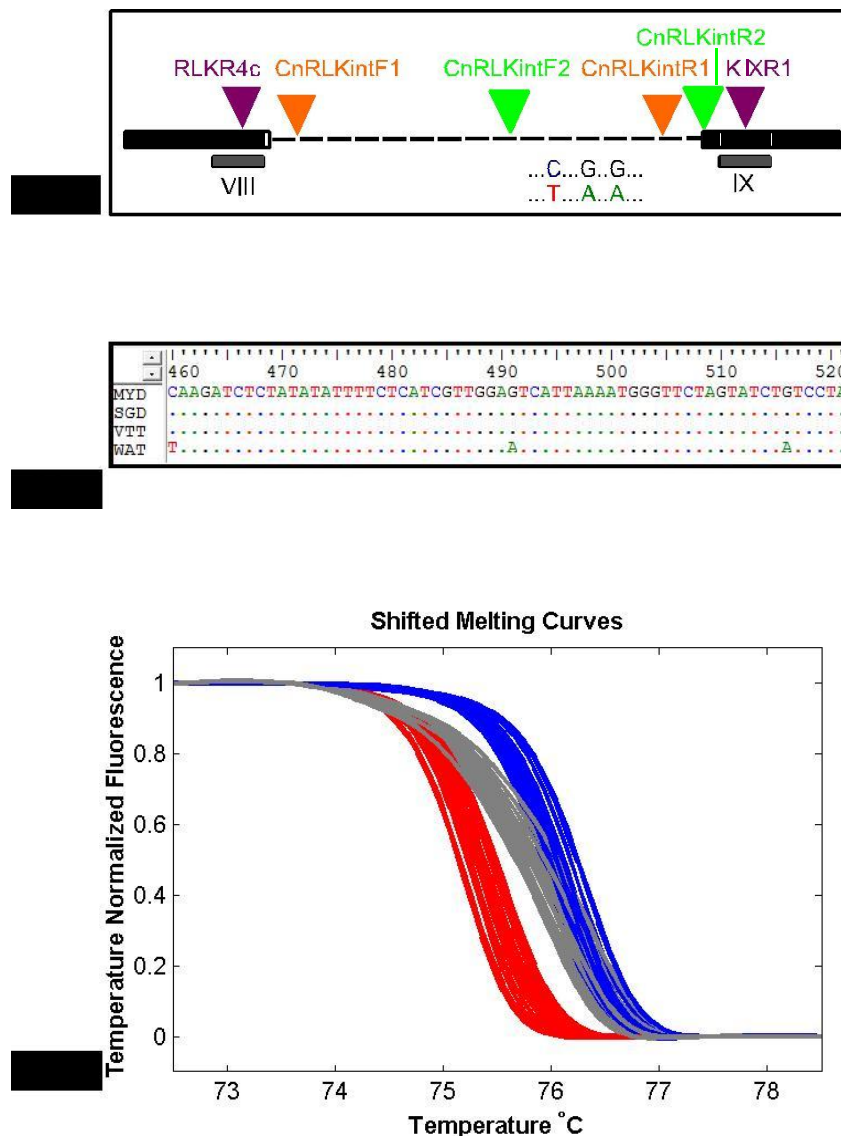 CnRLKintR2
RLKR4c CnRLKintF1 CnRLKintF2 CnRLKintR1 KIXR1
VIII IX
...C...G..G...
...T...A..A...
460 470 480 490 500 510 520
MYD CAAGATCTCTATATATTTTCTCATCGTTGGAGTCATTAAAATGGGTTCTAGTATCTGTCCTA
SGD ..............................................................
VTT ..............................................................
WAT T..............................A........................A.....
Shifted Melting Curves
Temperature Normalized Fluorescence
1
0.8
0.6
0.4
0.2
0
73 74 75 76 77 78
Temperature °C